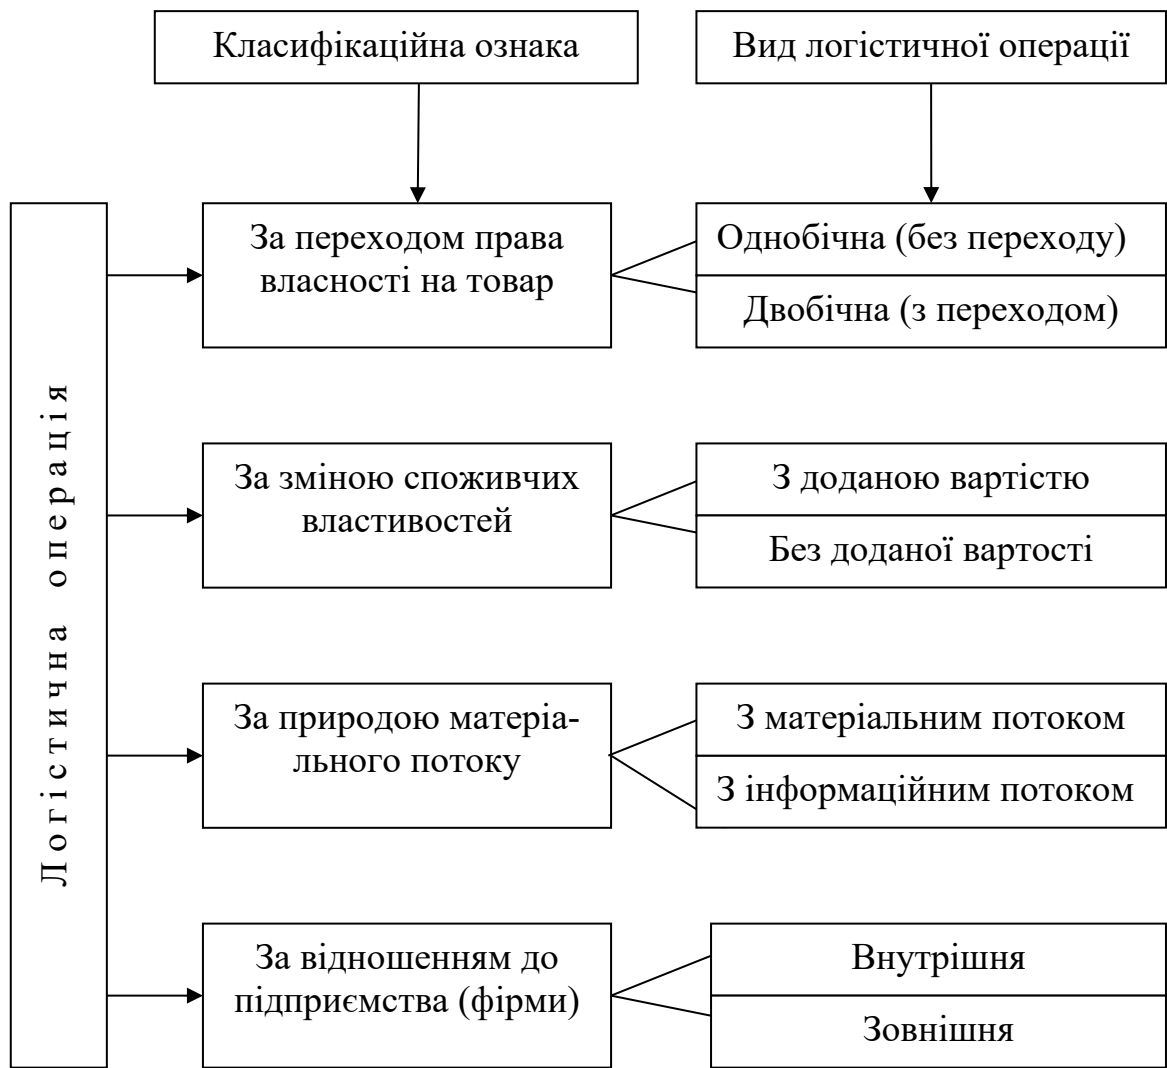 Класифікаційна ознака
Вид логістичної операції
Логістична операція
За переходом права
власності на товар
Однобічна (без переходу)
Двобічна (з переходом)
За зміною споживчих
властивостей
З доданою вартістю
Без доданої вартості
За природою матеріа-
льного потоку
З матеріальним потоком
З інформаційним потоком
За відношенням до
підприємства (фірми)
Внутрішня
Зовнішня